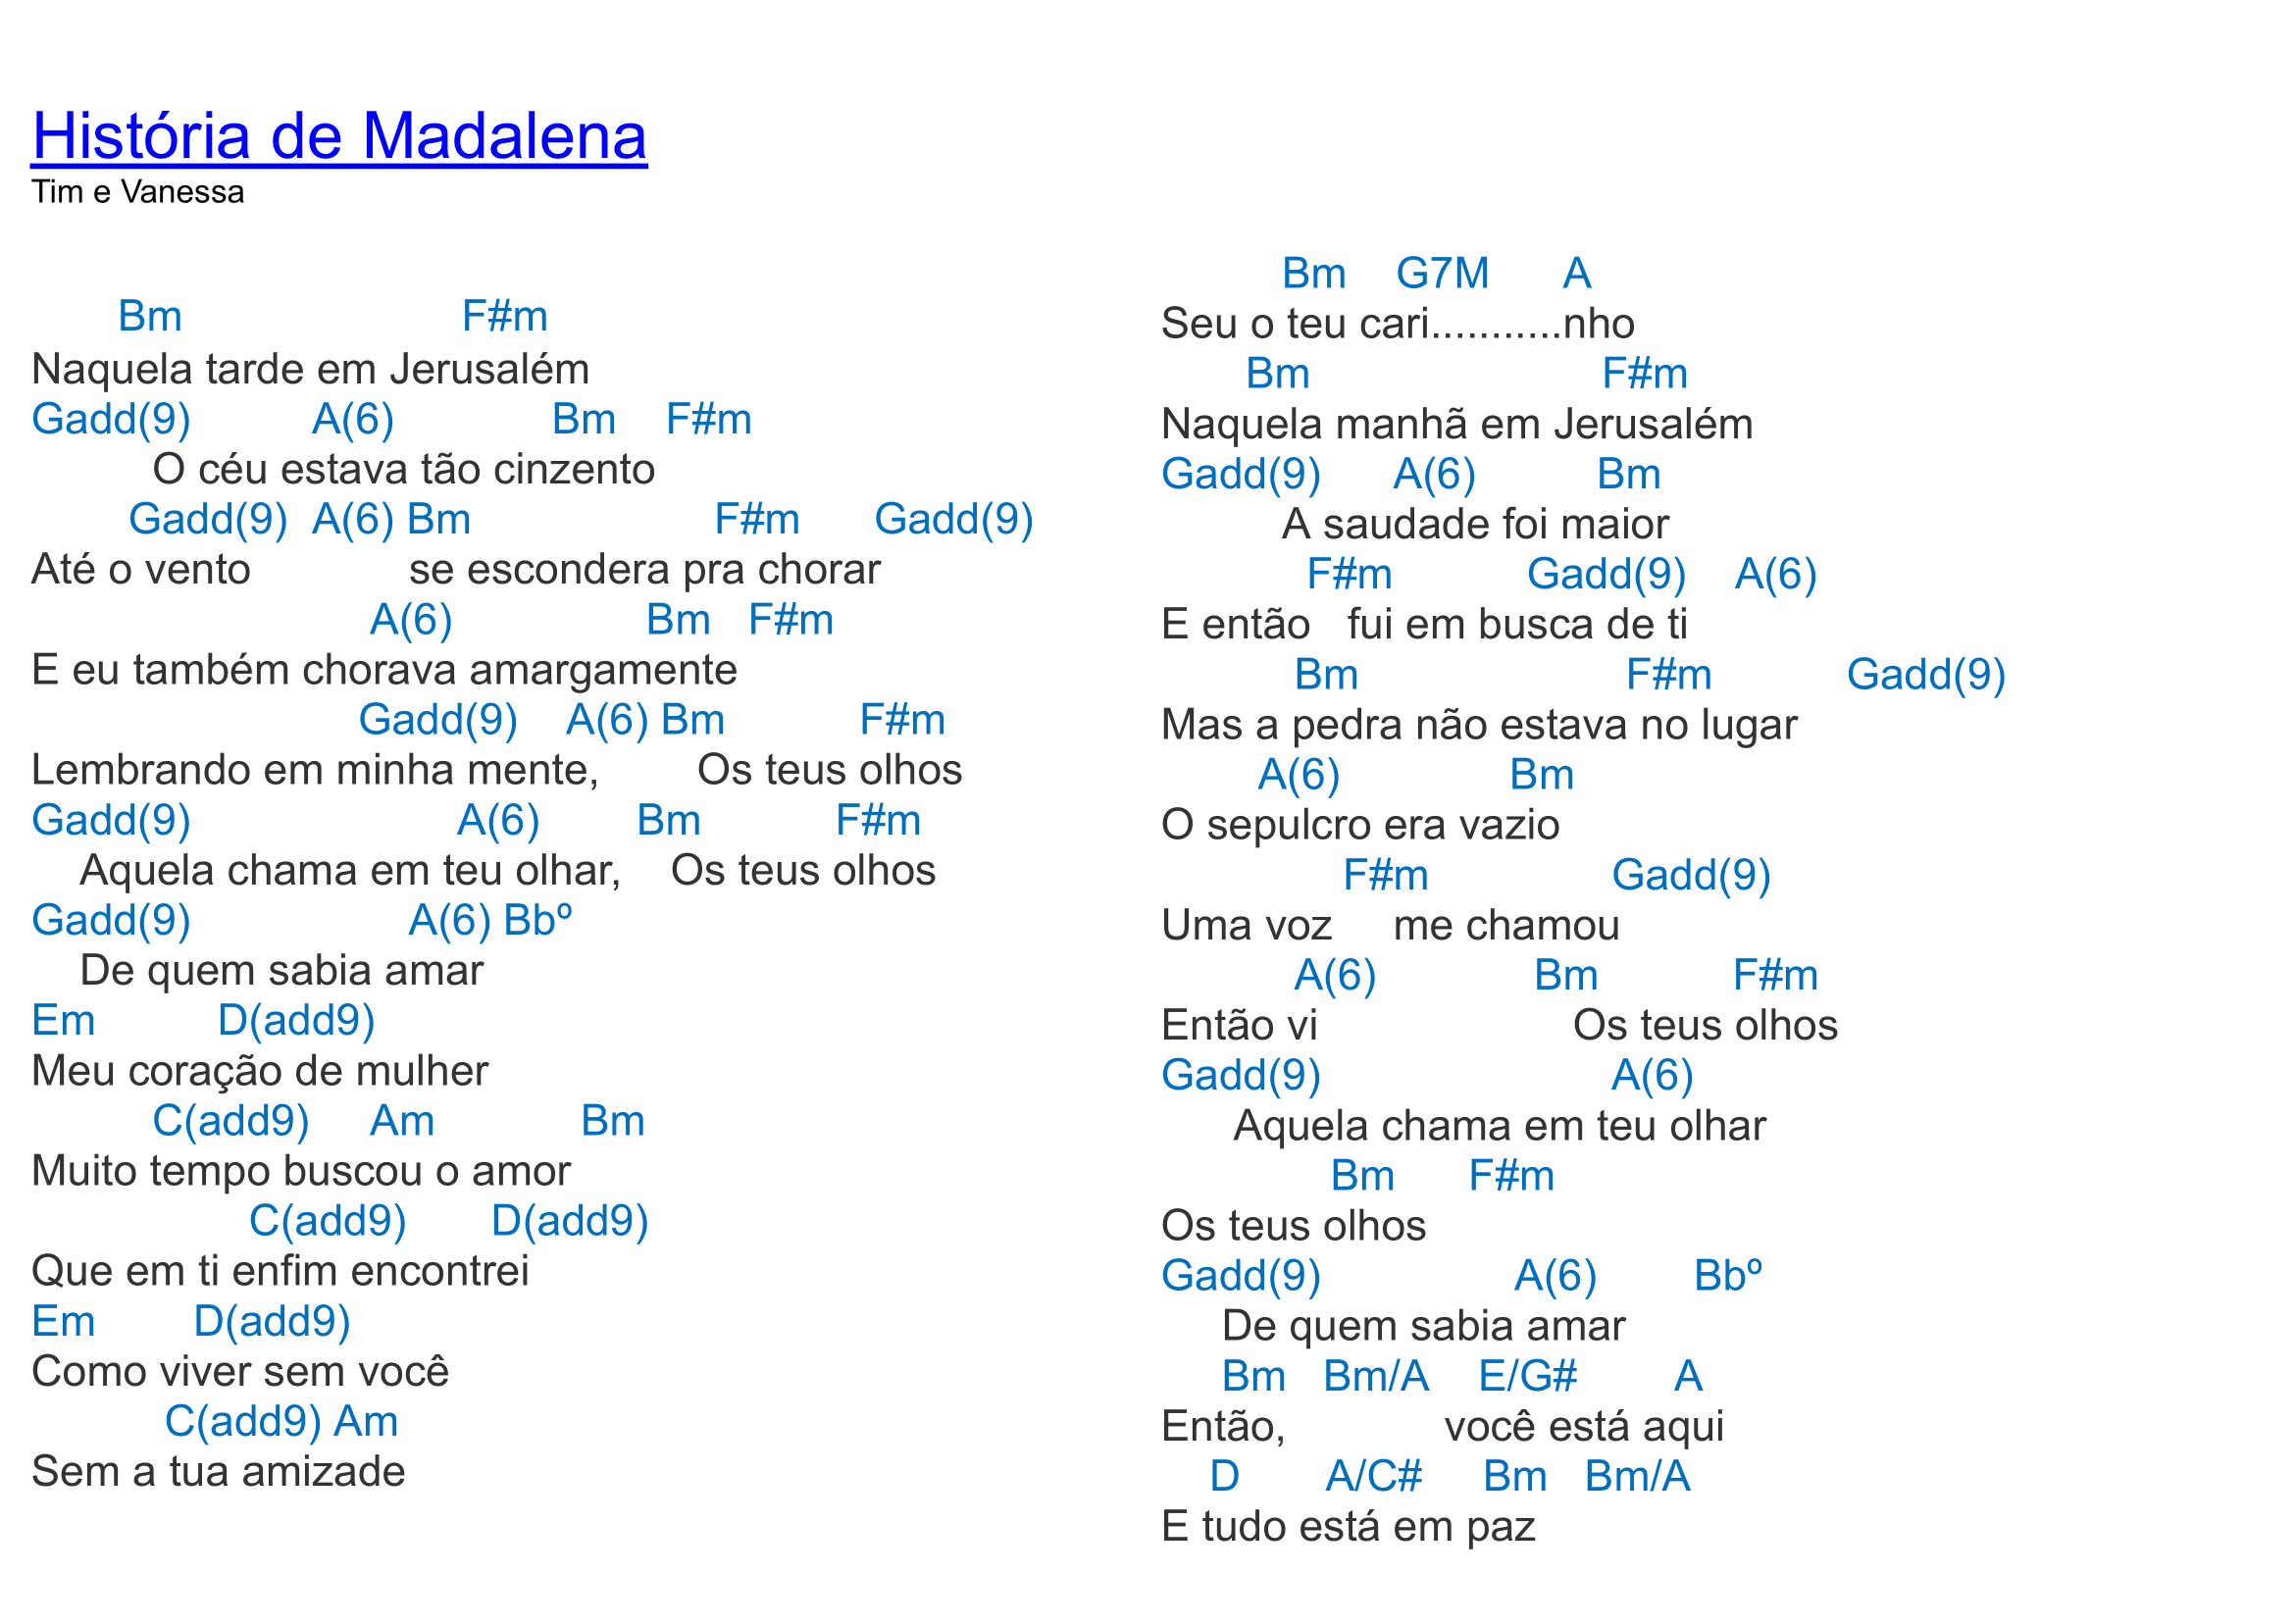 História de Madalena
Tim e Vanessa
Bm F#m
Naquela tarde em Jerusalém
Gadd(9) A(6) Bm F#m
O céu estava tão cinzento
Gadd(9) A(6) Bm F#m Gadd(9)
Até o vento se escondera pra chorar
A(6) Bm F#m
E eu também chorava amargamente
Gadd(9) A(6) Bm F#m
Lembrando em minha mente, Os teus olhos
Gadd(9) A(6) Bm F#m
Aquela chama em teu olhar, Os teus olhos
Gadd(9) A(6) Bbº
De quem sabia amar
Em D(add9)
Meu coração de mulher
C(add9) Am Bm
Muito tempo buscou o amor
C(add9) D(add9)
Que em ti enfim encontrei
Em D(add9)
Como viver sem você
C(add9) Am
Sem a tua amizade
Bm G7M A
Seu o teu cari...........nho
Bm F#m
Naquela manhã em Jerusalém
Gadd(9) A(6) Bm
A saudade foi maior
F#m Gadd(9) A(6)
E então fui em busca de ti
Bm F#m Gadd(9)
Mas a pedra não estava no lugar
A(6) Bm
O sepulcro era vazio
F#m Gadd(9)
Uma voz me chamou
A(6) Bm F#m
Então vi Os teus olhos
Gadd(9) A(6)
Aquela chama em teu olhar
Bm F#m
Os teus olhos
Gadd(9) A(6) Bbº
De quem sabia amar
Bm Bm/A E/G# A
Então, você está aqui
D A/C# Bm Bm/A
E tudo está em paz